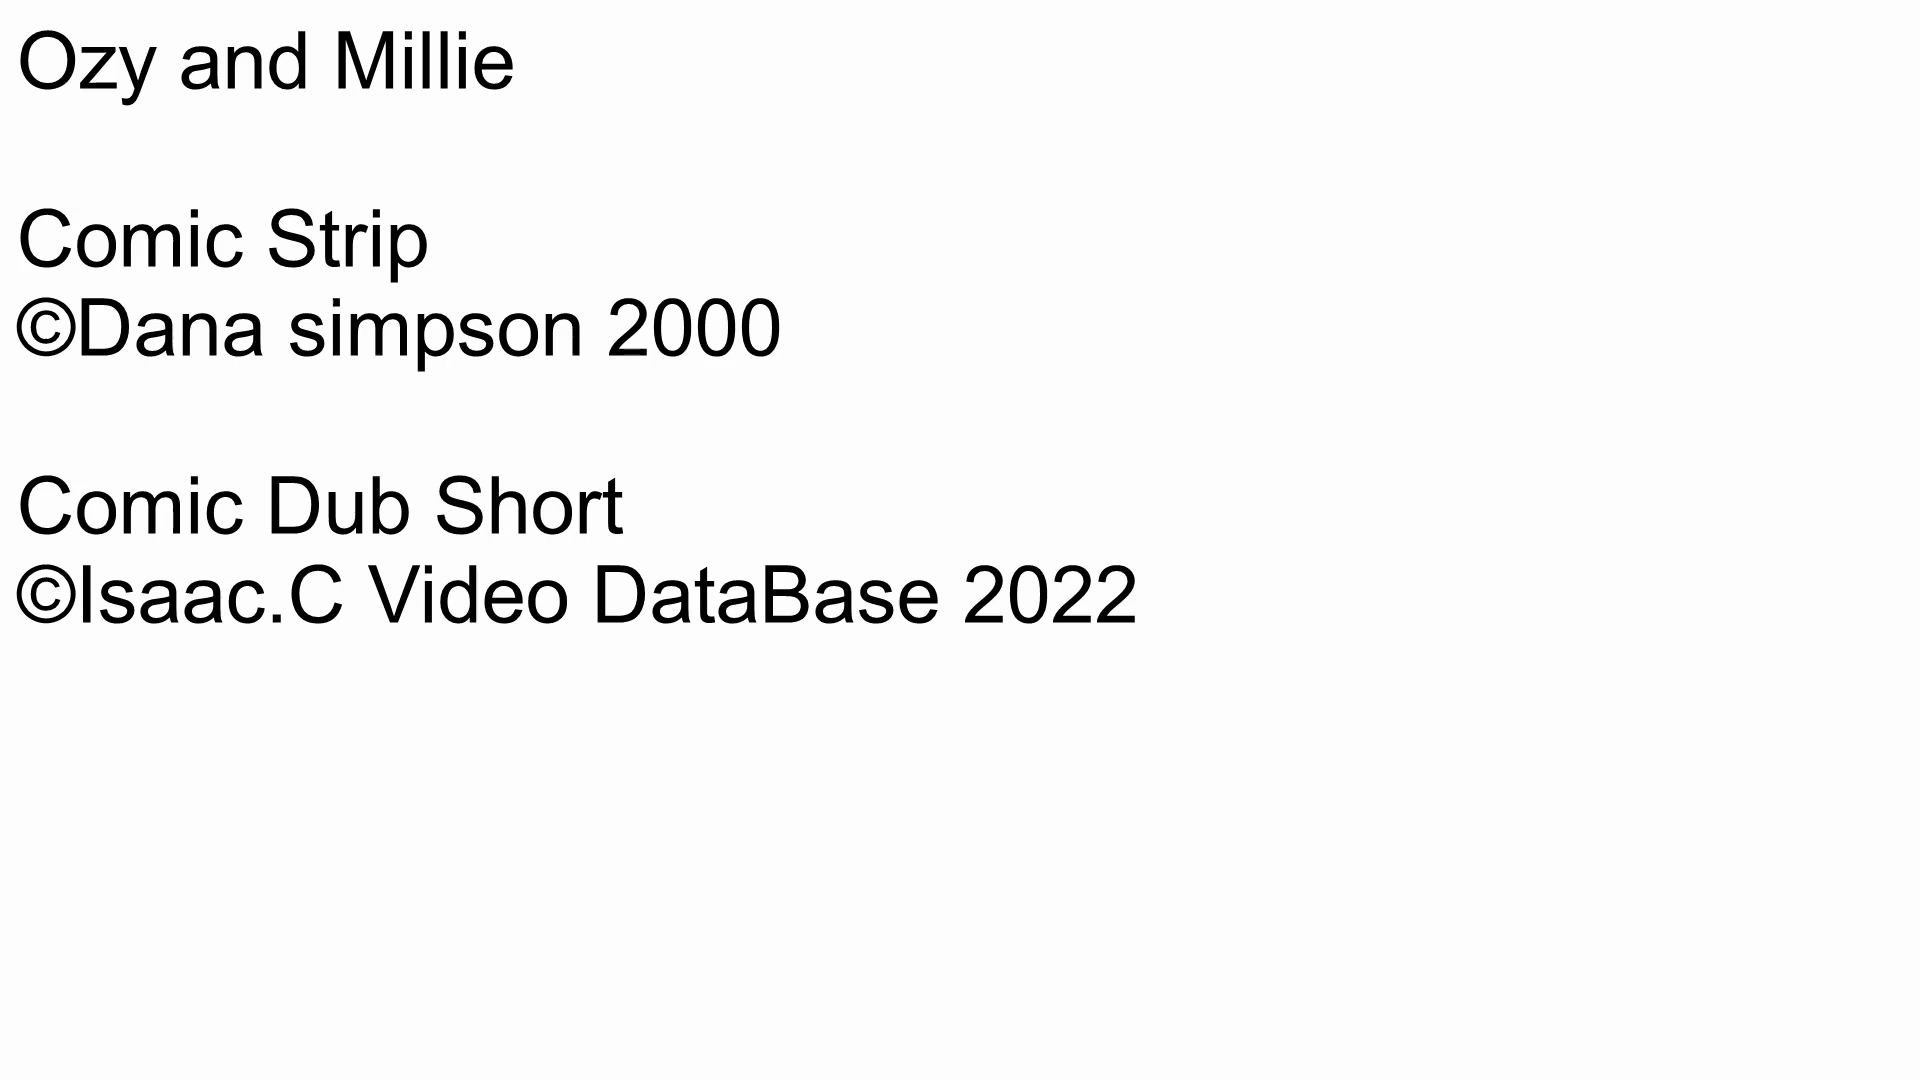 Ozy and Millie
Comic Strip
©Dana simpson 2000
Comic Dub Short
©Isaac.C Video DataBase 2022